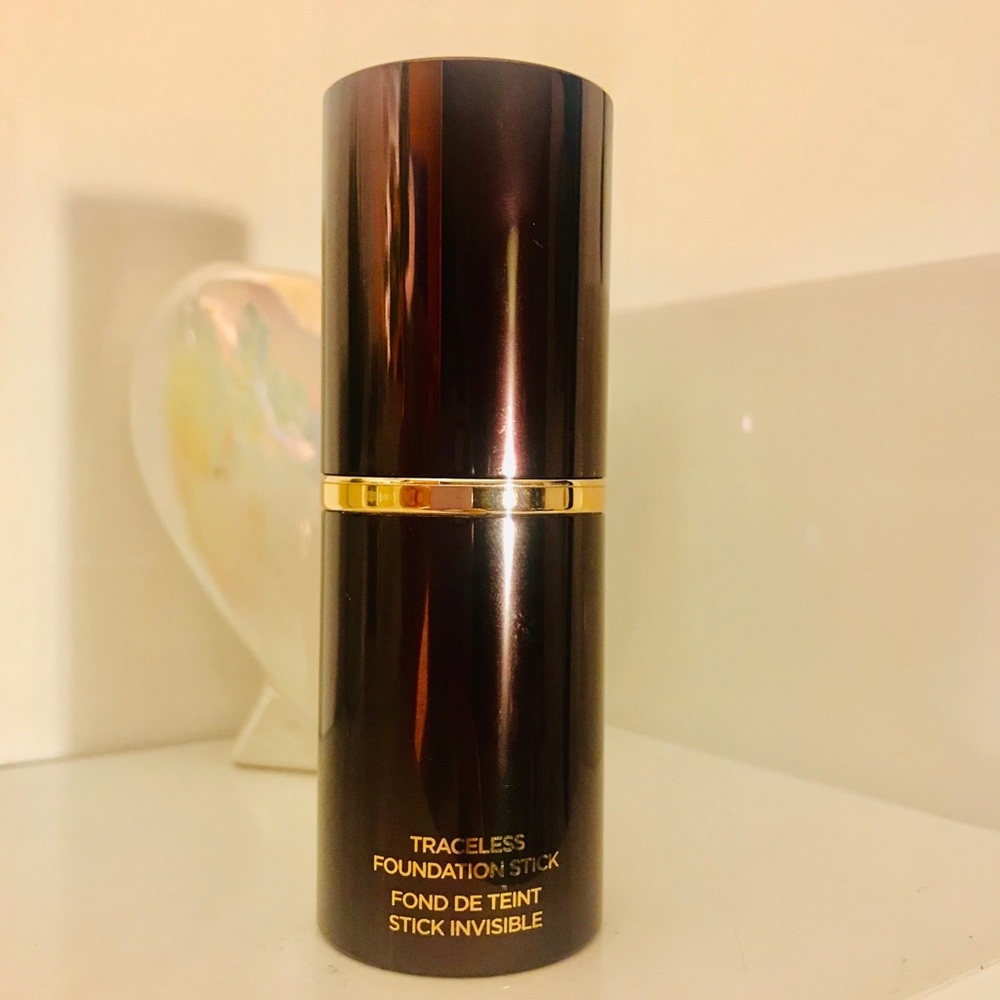 TRACELESS
FOUNDATION STICK
FOND DE TEINT
STICK INVISIBLE